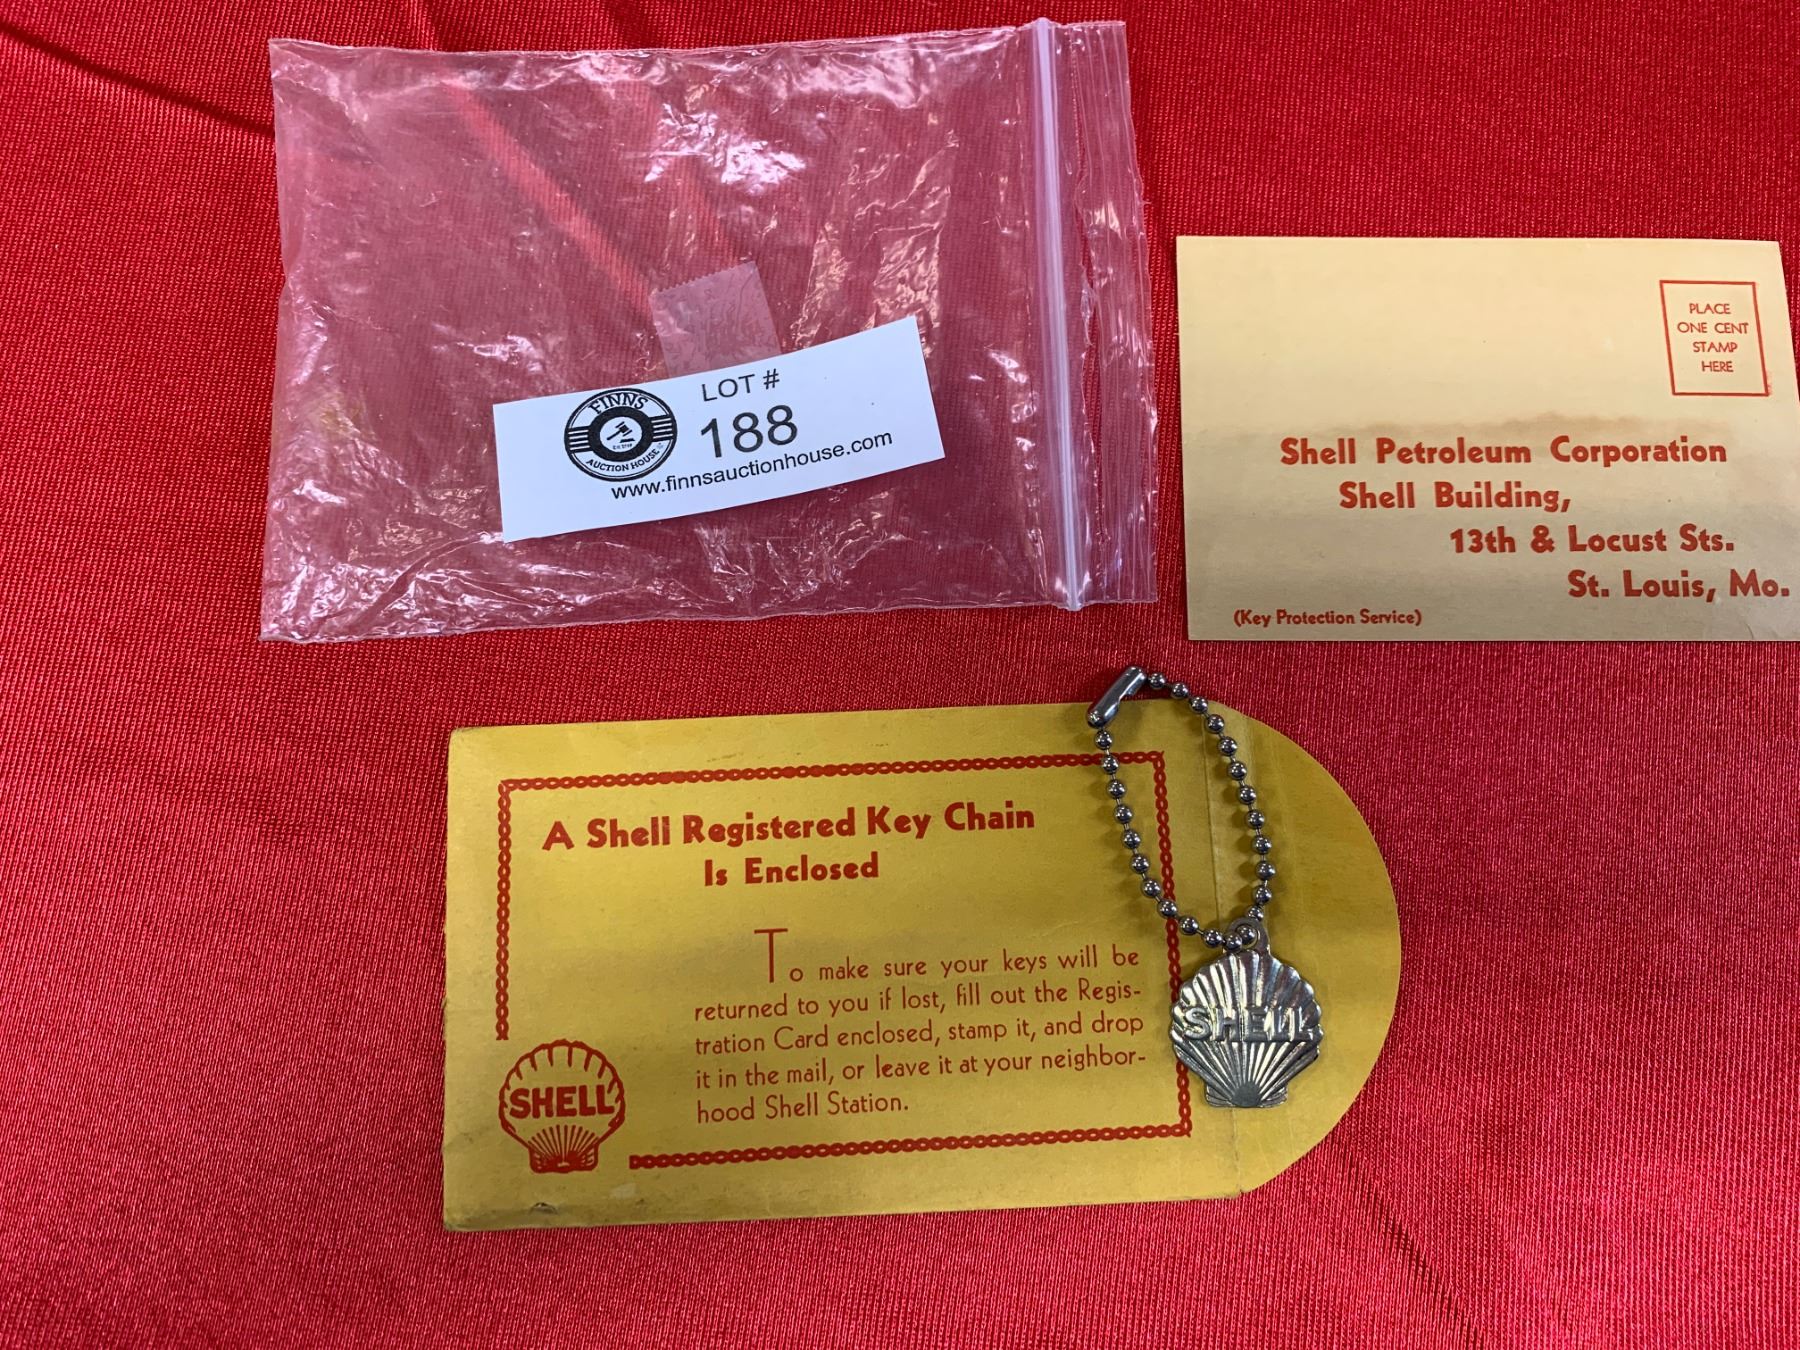 LOT #
FINNS
188
AUCTION HOUSE
www.finnsauctionhouse.com
PLACE
ONE CENT
STAMP
HERE
Shell Petroleum Corporation
Shell Building,
13th & Locust Sts.
St. Louis, Mo.
(Key Protection Service)
A Shell Registered Key Chain
Is Enclosed
To make sure your keys will be
returned to you if lost, fill out the Regis-
tration Card enclosed, stamp it, and drop
it in the mail, or leave it at your neighbor-
hood Shell Station.
SHELL
SHELL